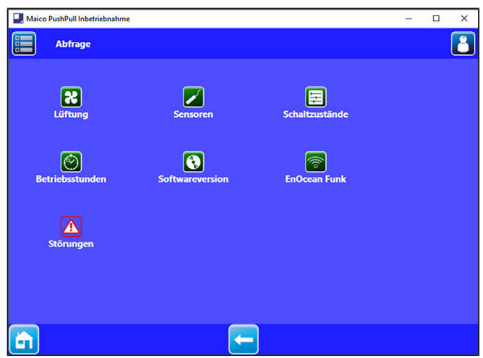 Maico PushPull Inbetriebnahme
Abfrage
Lüftung
Sensoren
Schaltzustände
Betriebsstunden
Softwareversion
EnOcean Funk
Störungen